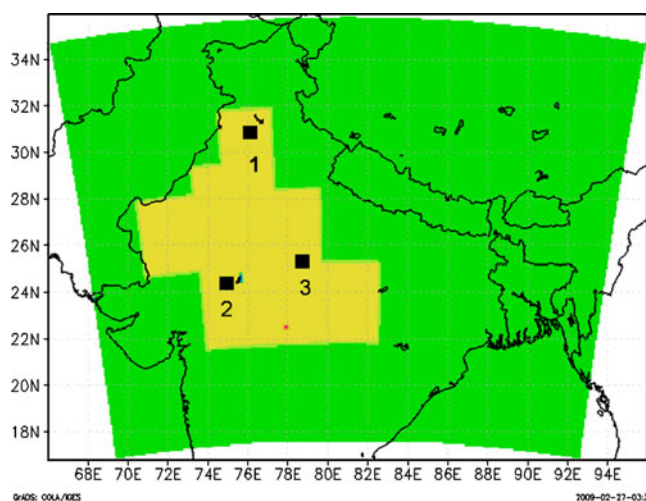 34N
32N
30N
28N
26N
24N
22N
20N
18N
1
2
3
68E 70E 72E 74E 76E 78E 80E 82E 84E 86E 88E 90E 92E 94E
GrADS: COLA/IGES